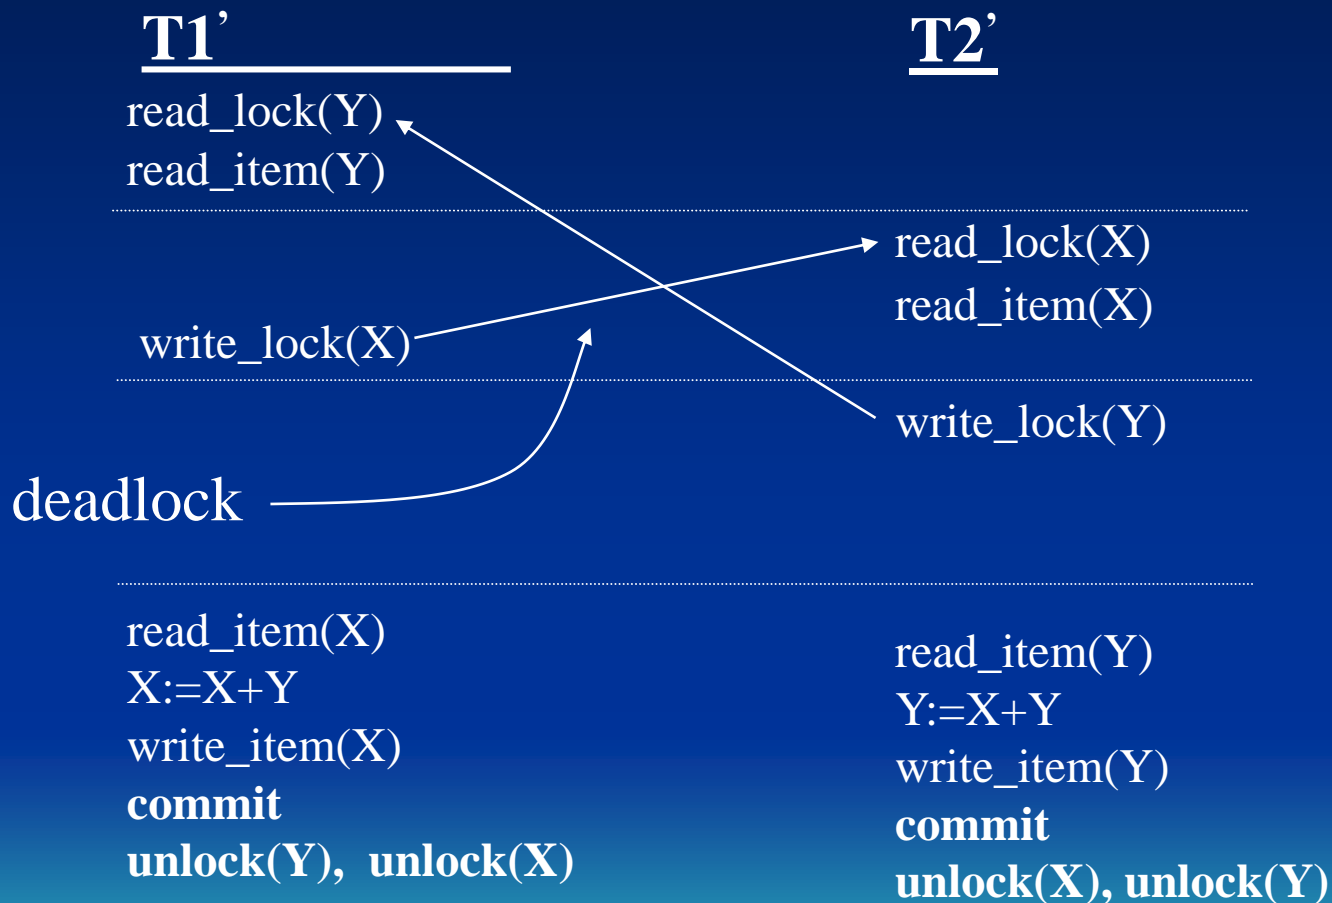 T1’
T2’
read_lock(Y)
read_item(Y)
read_lock(X)
read_item(X)
write_lock(X)
write_lock(Y)
deadlock
read_item(X)
X:=X+Y
write_item(X)
commit
unlock(Y), unlock(X)
read_item(Y)
Y:=X+Y
write_item(Y)
commit
unlock(X), unlock(Y)